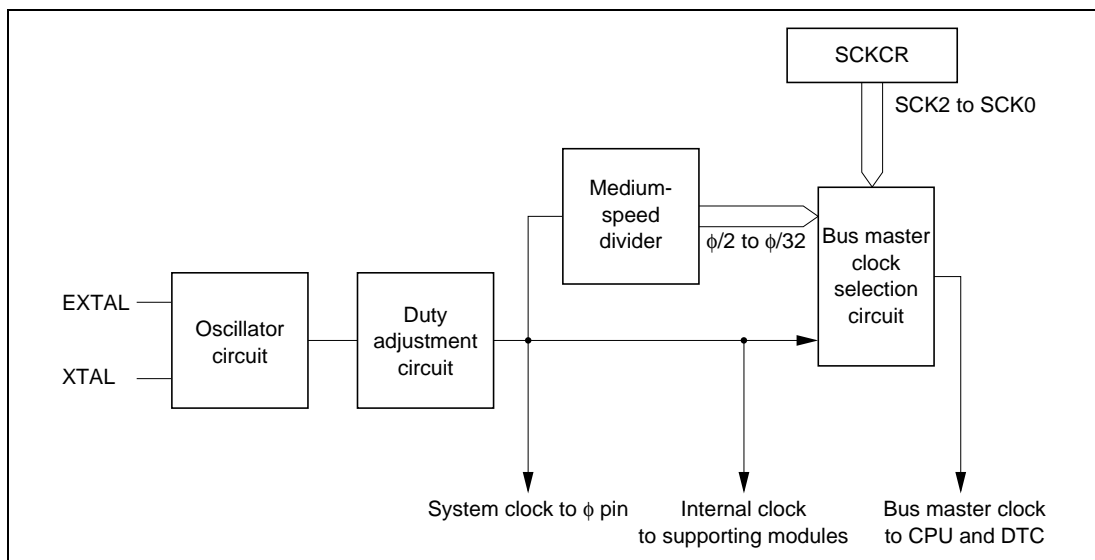 SCKCR
SCK2 to SCK0
Medium-
speed
divider
ϕ/2 to ϕ/32
Bus master
clock
selection
circuit
EXTAL
XTAL
Oscillator
circuit
Duty
adjustment
circuit
System clock to ϕ pin
Internal clock
to supporting modules
Bus master clock
to CPU and DTC